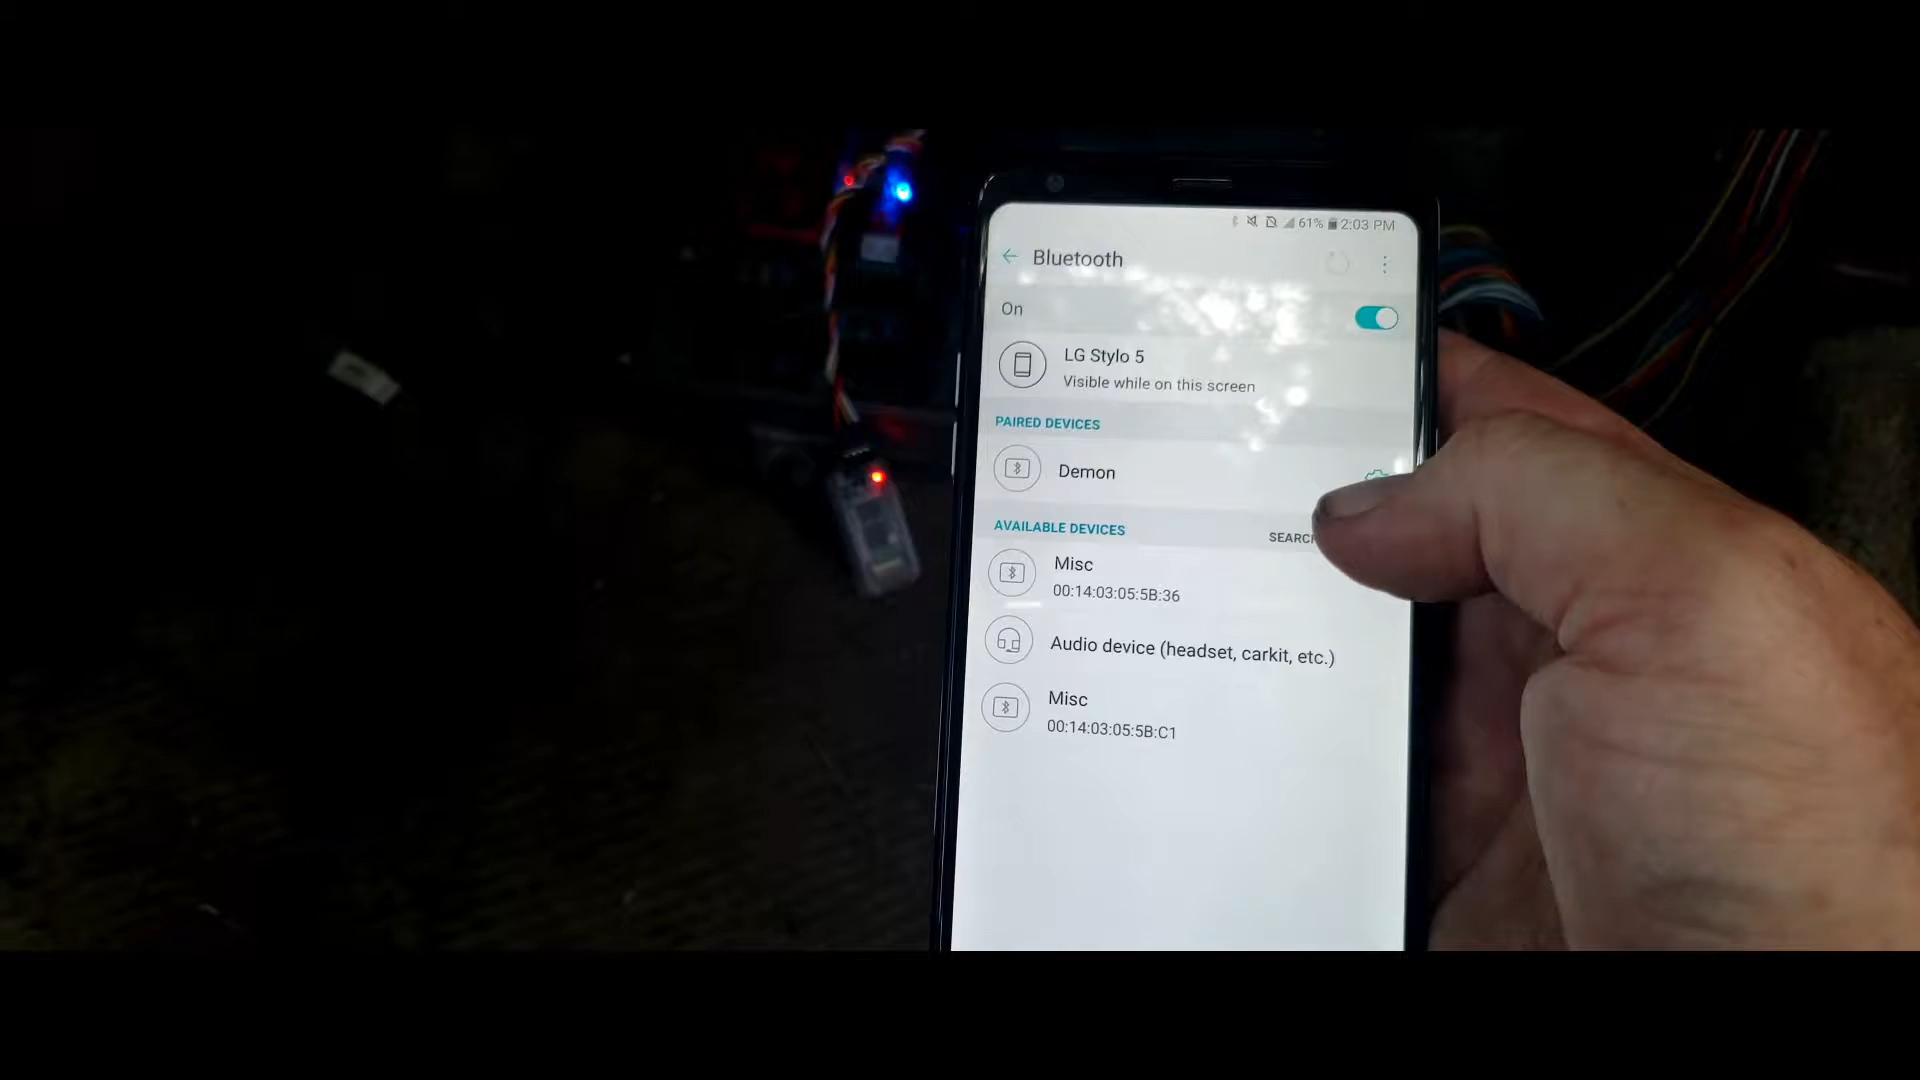 61% 2:03 PM
Bluetooth
On
LG Stylo 5
Visible while on this screen
PAIRED DEVICES
Demon
AVAILABLE DEVICES SEARC
Misc
00:14:03:05:5B:36
Audio device (headset, carkit, etc.)
Misc
00:14:03:05:5B:C1